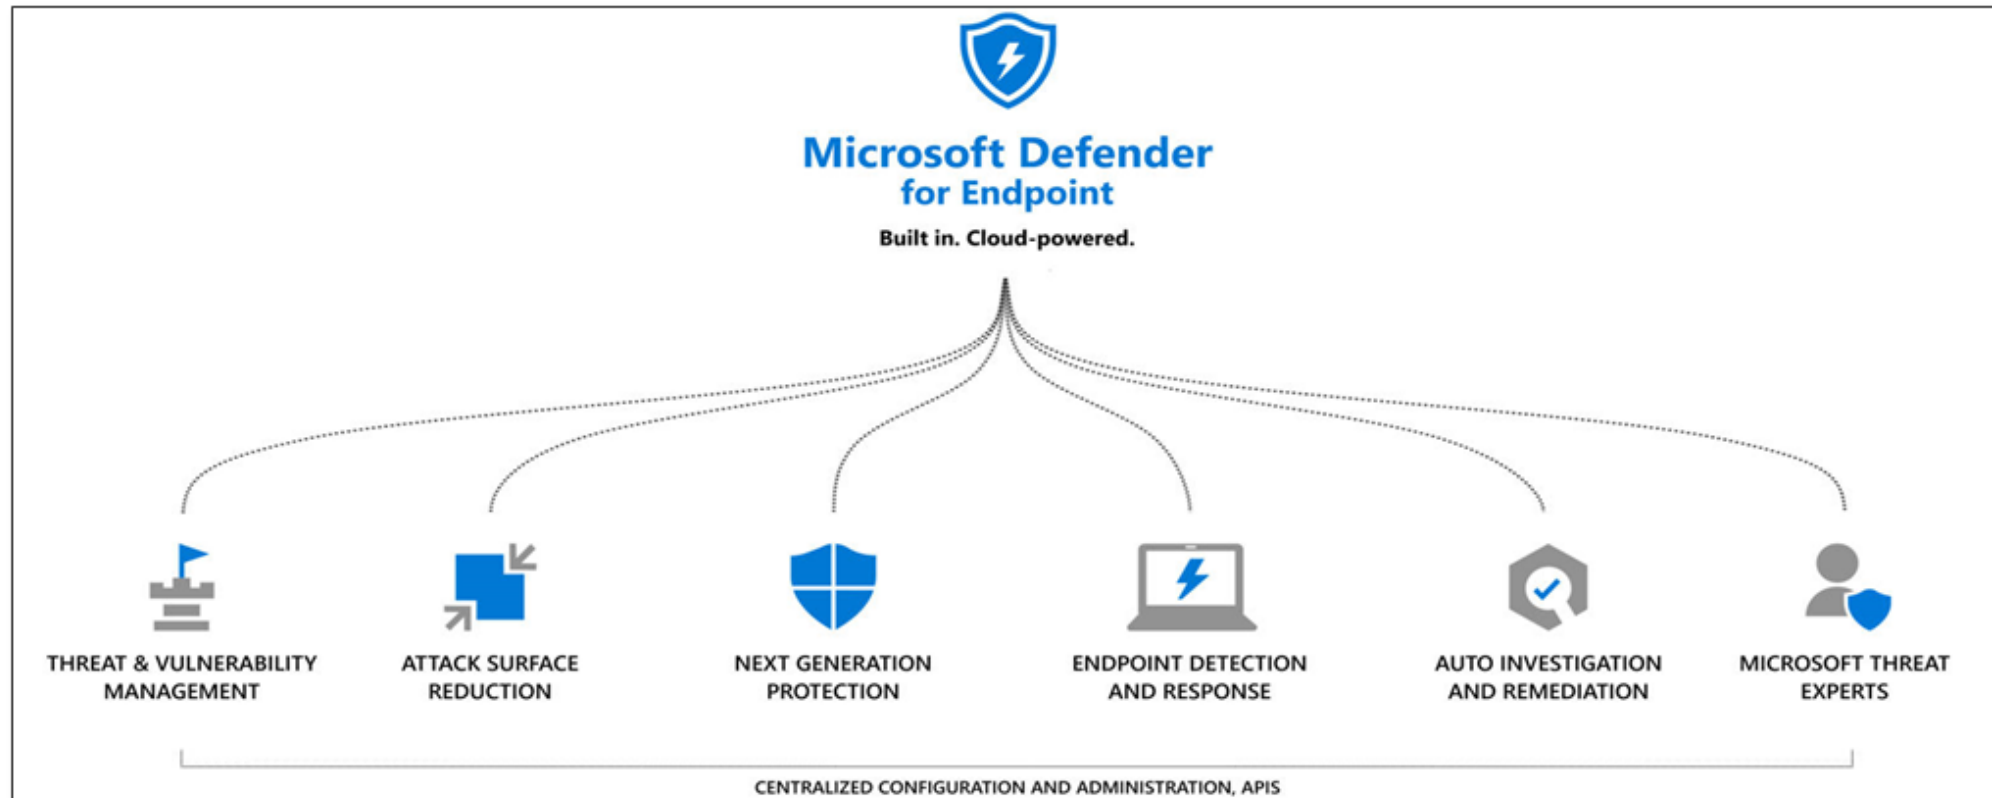 Microsoft Defender
for Endpoint
Built in. Cloud-powered.
THREAT & VULNERABILITY
MANAGEMENT
ATTACK SURFACE
REDUCTION
NEXT GENERATION
PROTECTION
ENDPOINT DETECTION
AND RESPONSE
AUTO INVESTIGATION
AND REMEDIATION
MICROSOFT THREAT
EXPERTS
CENTRALIZED CONFIGURATION AND ADMINISTRATION, APIS